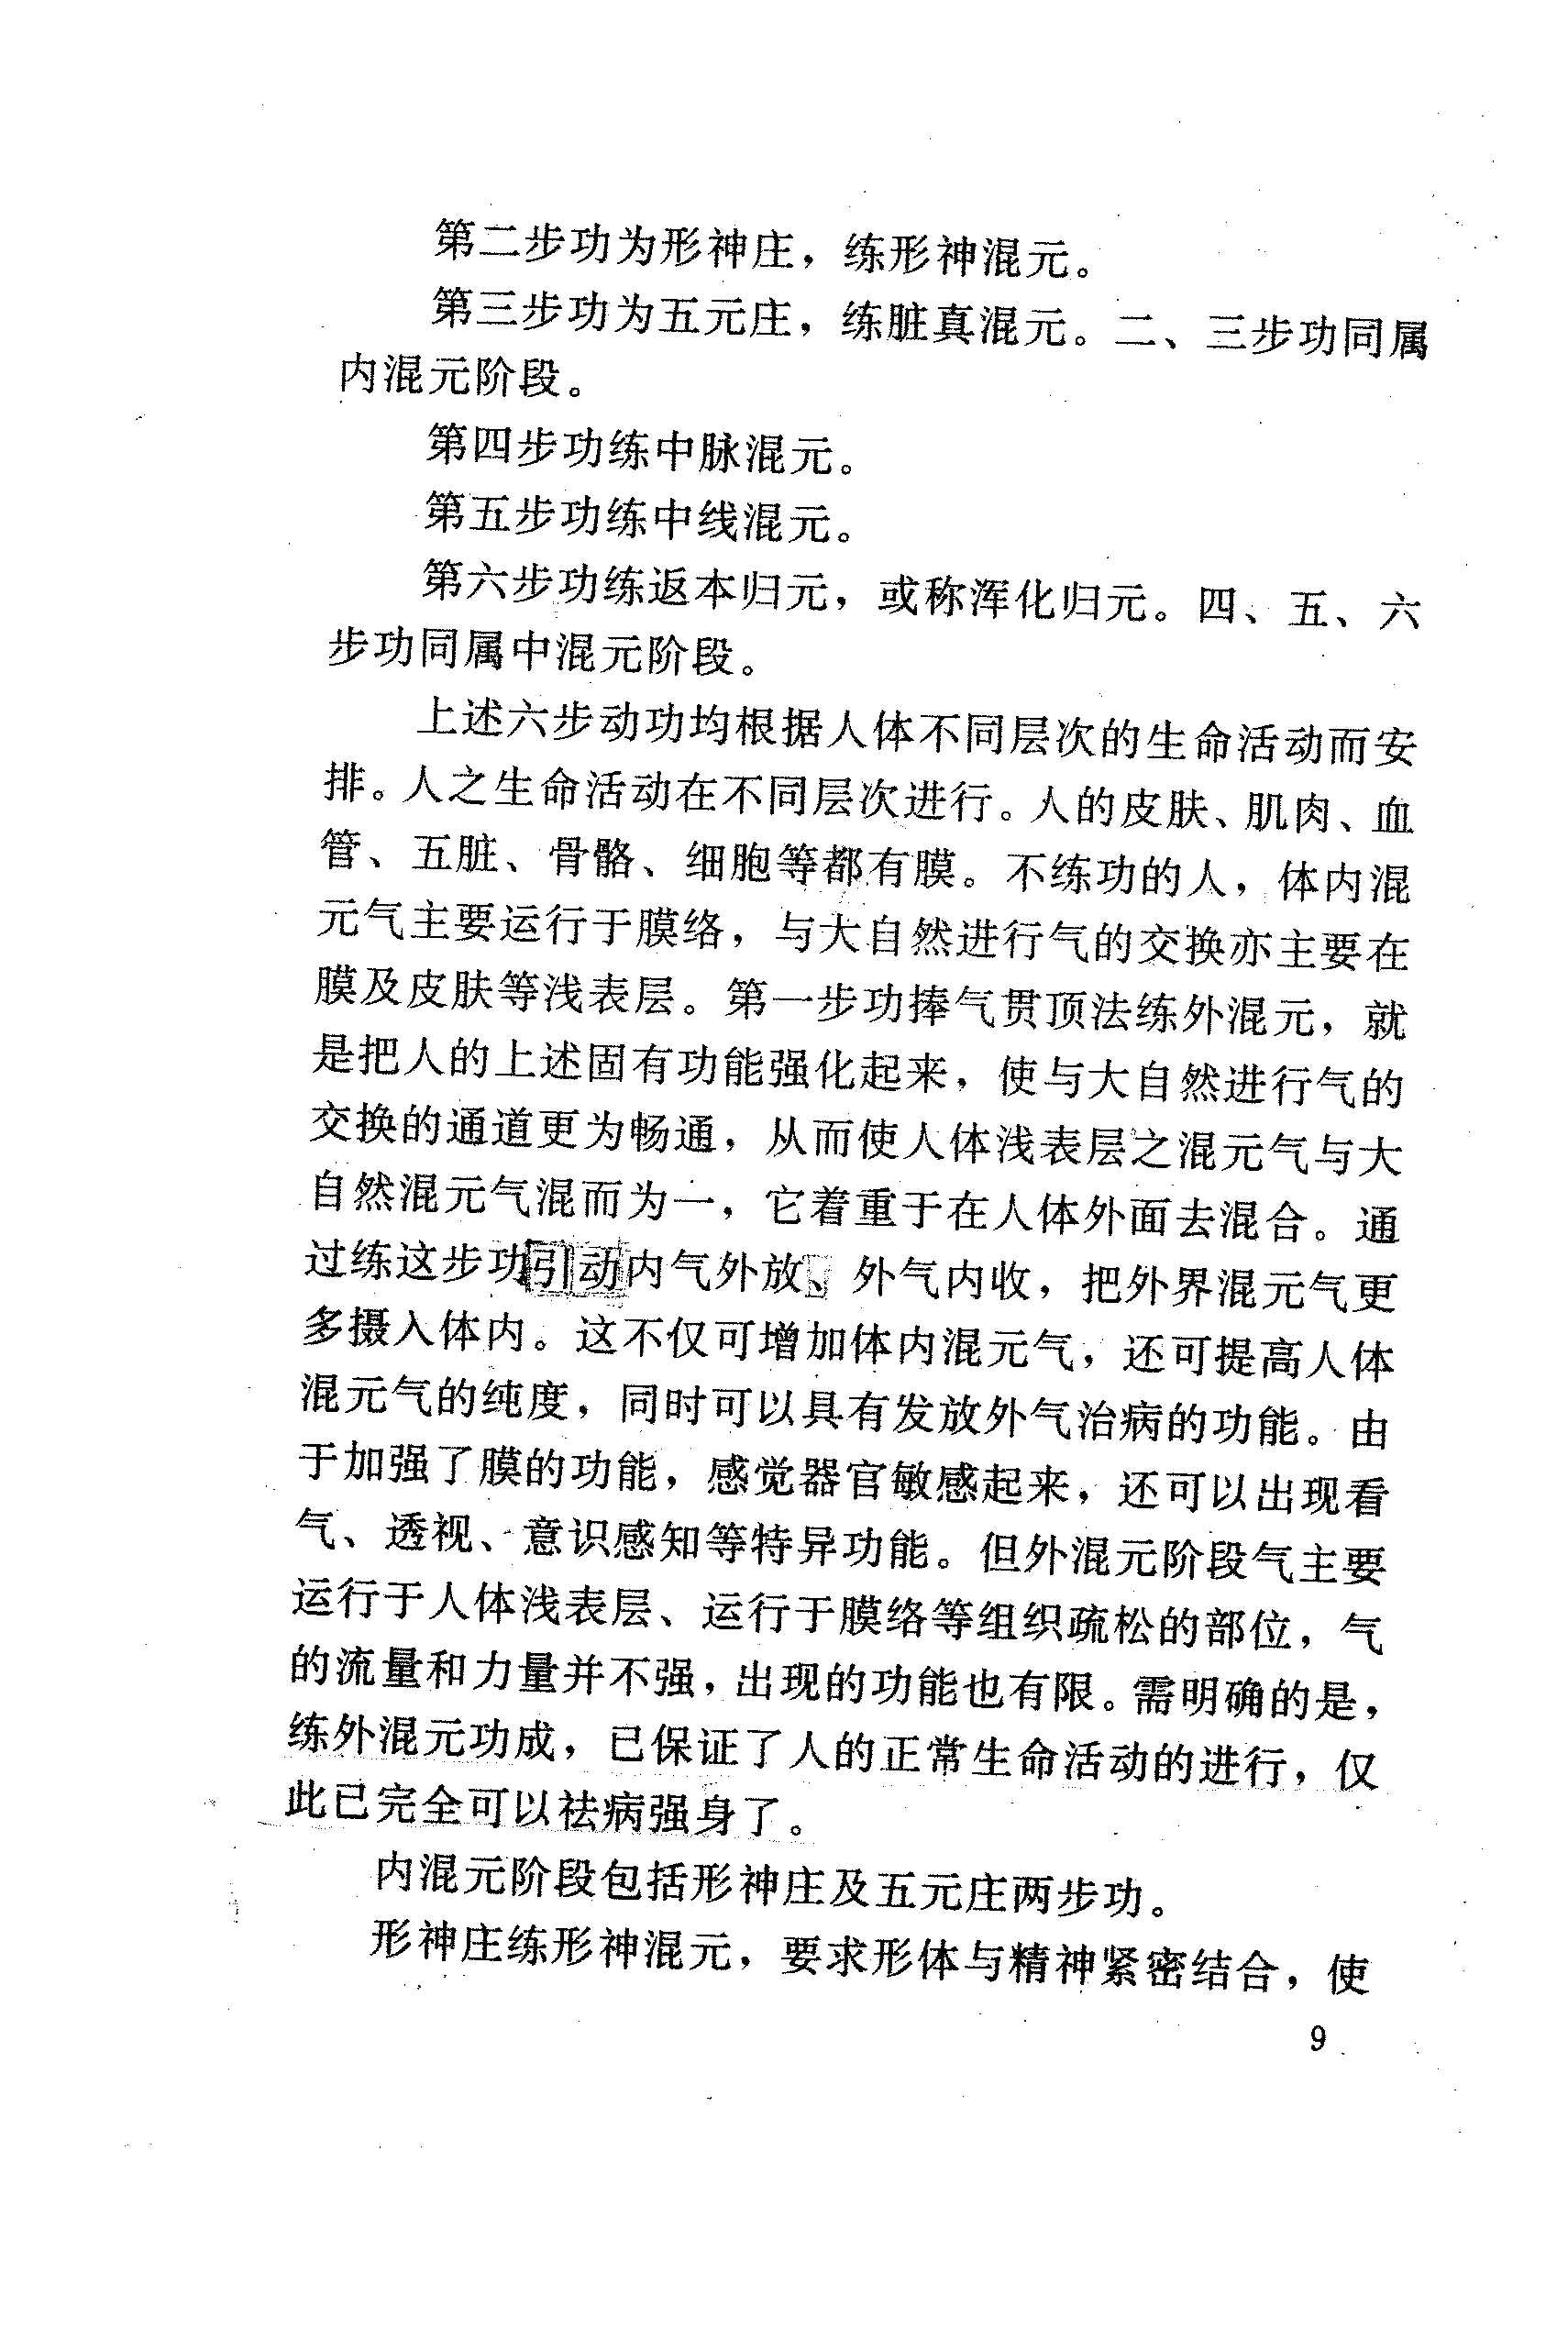 第二步功为形神庄，练形神混元。
第三步功为五元庄，练脏真混元。二、三步功同属
内混元阶段。
第四步功练中脉混元。
第五步功练中线混元。
第六步功练返本归元，或称浑化归元。四、五、六
步功同属中混元阶段。
上述六步动功均根据人体不同层次的生命活动而安
排。人之生命活动在不同层次进行。人的皮肤、肌肉、血
管、五脏、骨骼、细胞等都有膜。不练功的人，体内混
元气主要运行于膜络，与大自然进行气的交换亦主要在
膜及皮肤等浅表层。第一步功捧气贯顶法练外混元，就
是把人的上述固有功能强化起来，使与大自然进行气的
交换的通道更为畅通，从而使人体浅表层之混元气与大
自然混元气混而为一，它着重于在人体外面去混合。通
过练这步功引动内气外放、外气内收，把外界混元气更
多摄入体内。这不仅可增加体内混元气，还可提高人体
混元气的纯度，同时可以具有发放外气治病的功能。由
于加强了膜的功能，感觉器官敏感起来，还可以出现看
气、透视、意识感知等特异功能。但外混元阶段气主要
运行于人体浅表层、运行于膜络等组织疏松的部位，气
的流量和力量并不强，出现的功能也有限。需明确的是，
练外混元功成，已保证了人的正常生命活动的进行，仅
此已完全可以祛病强身了。
内混元阶段包括形神庄及五元庄两步功。
形神庄练形神混元，要求形体与精神紧密结合，使
9